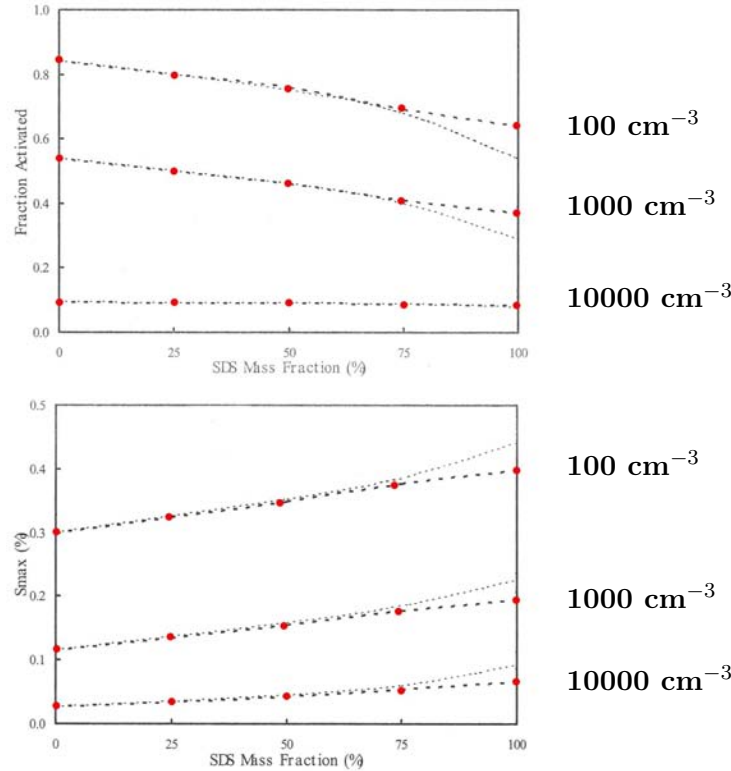 1.0
0.8
0.6
0.4
0.2
0.0
Fraction Activated
0 25 50 75 100
SDS Miss Fraction (%)
100 cm⁻³
1000 cm⁻³
10000 cm⁻³
0.5
0.4
0.3
0.2
0.1
0.0
Smax (%)
0 25 50 75 100
SDS Miss Fraction (%)
100 cm⁻³
1000 cm⁻³
10000 cm⁻³